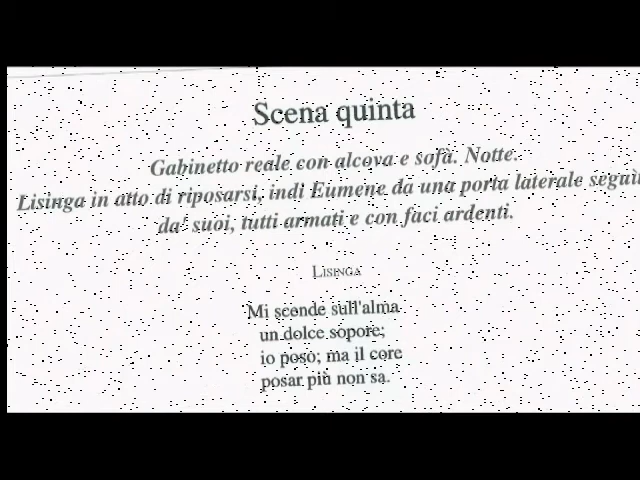 Scena quinta
Gabinetto reale con alcova e sofà. Notte.
Lisinga in atto di riposarsi, indi Eumene da una porta laterale
da' suoi, tutti armati e con faci ardenti.
LISINGA
Mi scende sull'alma
un dolce sopore;
io poso; ma il core
posar più non sa.